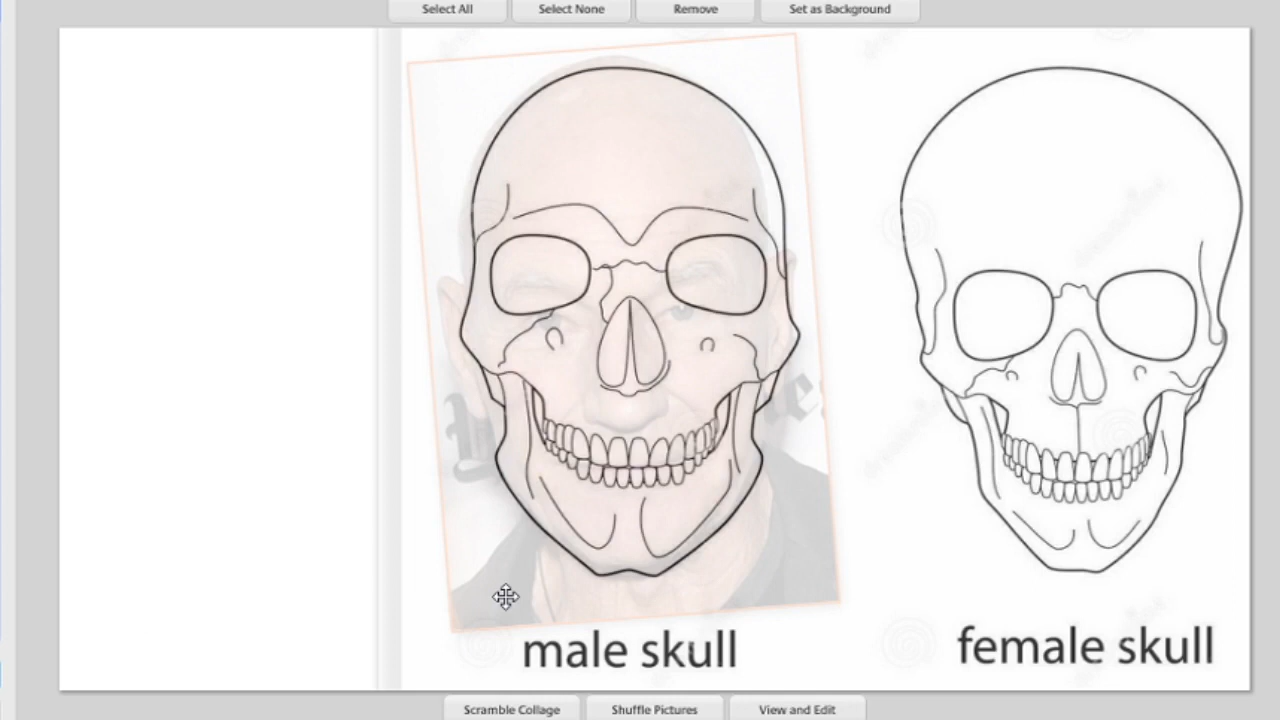 Select All
Select None
Remove
Set as Background
male skull
female skull
Scramble Collage
Shuffle Pictures
View and Edit